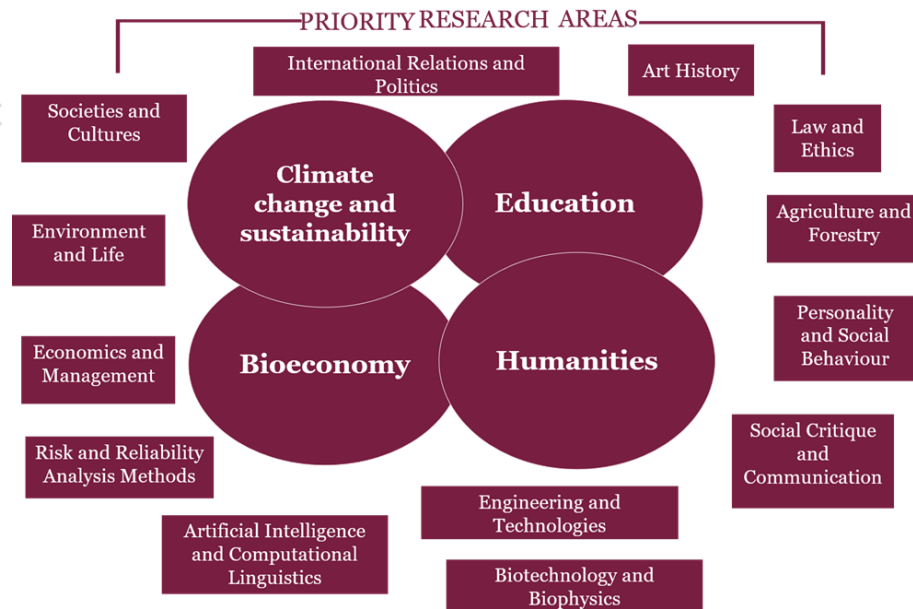 PRIORITY RESEARCH AREAS
International Relations and
Politics
Art History
Societies and
Cultures
Law and
Ethics
Climate
change and
sustainability
Education
Environment
and Life
Agriculture and
Forestry
Economics and
Management
Bioeconomy
Humanities
Personality
and Social
Behaviour
Risk and Reliability
Analysis Methods
Social Critique
and
Communication
Artificial Intelligence
and Computational
Linguistics
Engineering and
Technologies
Biotechnology and
Biophysics